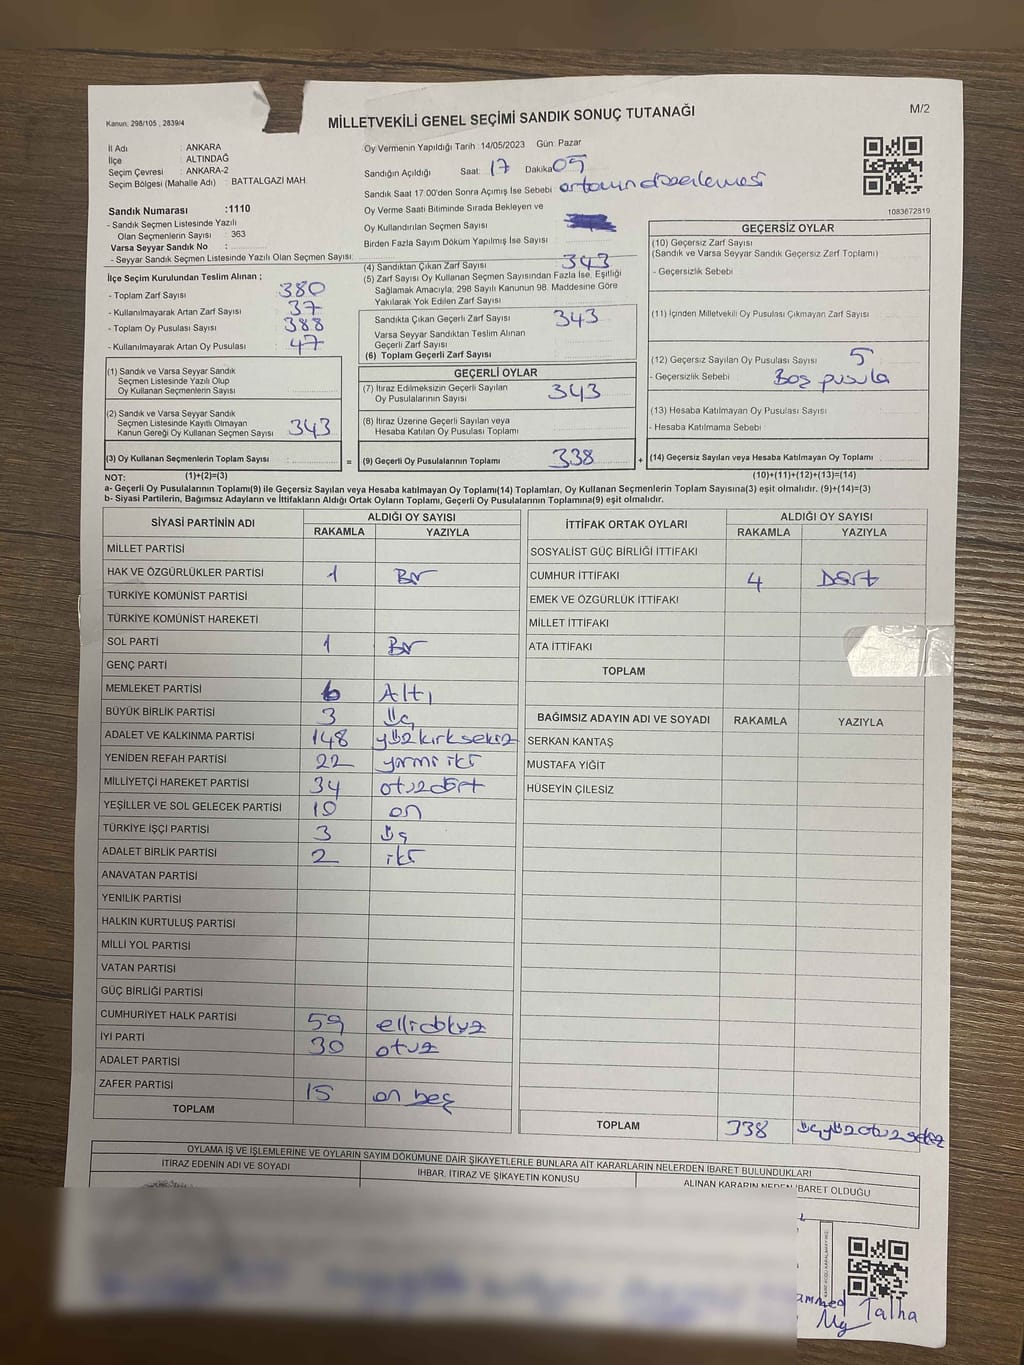 Kanun: 298/105 , 2839/4
MİLLETVEKİLİ GENEL SEÇİMİ SANDIK SONUÇ TUTANAĞI
M/2
İl Adı : ANKARA
İlçe : ALTINDAĞ
Seçim Çevresi : ANKARA-2
Seçim Bölgesi (Mahalle Adı) : BATTALGAZİ MAH.
Oy Vermenin Yapıldığı Tarih :14/05/2023 Gün: Pazar
Sandığın Açıldığı Saat: 17 Dakika: 05
Sandık Saat 17:00'den Sonra Açılmış İse Sebebi
Sandık Numarası :1110
- Sandık Seçmen Listesinde Yazılı
Olan Seçmenlerin Sayısı : 363
Varsa Seyyar Sandık No :
- Seyyar Sandık Seçmen Listesinde Yazılı Olan Seçmen Sayısı:
Oy Verme Saati Bitiminde Sırada Bekleyen ve
Oy Kullandırılan Seçmen Sayısı
Birden Fazla Sayım Döküm Yapılmış İse Sayısı
1083672819
İlçe Seçim Kurulundan Teslim Alınan ;
- Toplam Zarf Sayısı 380
- Kullanılmayarak Artan Zarf Sayısı 37
- Toplam Oy Pusulası Sayısı 388
- Kullanılmayarak Artan Oy Pusulası 47
(1) Sandık ve Varsa Seyyar Sandık
Seçmen Listesinde Yazılı Olup
Oy Kullanan Seçmenlerin Sayısı
(2) Sandık ve Varsa Seyyar Sandık
Seçmen Listesinde Kayıtlı Olmayan
Kanun Gereği Oy Kullanan Seçmen Sayısı 343
(3) Oy Kullanan Seçmenlerin Toplam Sayısı
(4) Sandıktan Çıkan Zarf Sayısı 343
(5) Zarf Sayısı Oy Kullanan Seçmen Sayısından Fazla İse, Eşitliği
Sağlamak Amacıyla, 298 Sayılı Kanunun 98. Maddesine Göre
Yakılarak Yok Edilen Zarf Sayısı
Sandıkta Çıkan Geçerli Zarf Sayısı 343
Varsa Seyyar Sandıktan Teslim Alınan
Geçerli Zarf Sayısı
(6) Toplam Geçerli Zarf Sayısı
GEÇERLİ OYLAR
(7) İtiraz Edilmeksizin Geçerli Sayılan
Oy Pusulalarının Sayısı 343
(8) İtiraz Üzerine Geçerli Sayılan veya
Hesaba Katılan Oy Pusulası Toplamı
= (9) Geçerli Oy Pusulalarının Toplamı 338 +
GEÇERSİZ OYLAR
(10) Geçersiz Zarf Sayısı
(Sandık ve Varsa Seyyar Sandık Geçersiz Zarf Toplamı)
- Geçersizlik Sebebi
(11) İçinden Milletvekili Oy Pusulası Çıkmayan Zarf Sayısı
(12) Geçersiz Sayılan Oy Pusulası Sayısı 5
- Geçersizlik Sebebi : Boş pusula
(13) Hesaba Katılmayan Oy Pusulası Sayısı
- Hesaba Katılmama Sebebi
(14) Geçersiz Sayılan veya Hesaba Katılmayan Oy Toplamı
NOT: (1)+(2)=(3) (10)+(11)+(12)+(13)=(14)
a- Geçerli Oy Pusulalarının Toplamı(9) ile Geçersiz Sayılan veya Hesaba katılmayan Oy Toplamı(14) Toplamları, Oy Kullanan Seçmenlerin Toplam Sayısına(3) eşit olmalıdır. (9)+(14)=(3)
b- Siyasi Partilerin, Bağımsız Adayların ve İttifakların Aldığı Ortak Oyların Toplamı, Geçerli Oy Pusulalarının Toplamına(9) eşit olmalıdır.
SİYASİ PARTİNİN ADI ALDIĞI OY SAYISI
RAKAMLA YAZIYLA
MİLLET PARTİSİ
HAK VE ÖZGÜRLÜKLER PARTİSİ 1 Bir
TÜRKİYE KOMÜNİST PARTİSİ
TÜRKİYE KOMÜNİST HAREKETİ
SOL PARTİ 1 Bir
GENÇ PARTİ
MEMLEKET PARTİSİ 6 Altı
BÜYÜK BİRLİK PARTİSİ 3 üç
ADALET VE KALKINMA PARTİSİ 148 yüzkırksekiz
YENİDEN REFAH PARTİSİ 22 yirmi iki
MİLLİYETÇİ HAREKET PARTİSİ 34 otuzdört
YEŞİLLER VE SOL GELECEK PARTİSİ 10 on
TÜRKİYE İŞÇİ PARTİSİ 3 üç
ADALET BİRLİK PARTİSİ 2 iki
ANAVATAN PARTİSİ
YENİLİK PARTİSİ
HALKIN KURTULUŞ PARTİSİ
MİLLİ YOL PARTİSİ
VATAN PARTİSİ
GÜÇ BİRLİĞİ PARTİSİ
CUMHURİYET HALK PARTİSİ 59 ellidokuz
İYİ PARTİ 30 otuz
ADALET PARTİSİ
ZAFER PARTİSİ 15 on beş
TOPLAM
İTTİFAK ORTAK OYLARI ALDIĞI OY SAYISI
RAKAMLA YAZIYLA
SOSYALİST GÜÇ BİRLİĞİ İTTİFAKI
CUMHUR İTTİFAKI 4 Dört
EMEK VE ÖZGÜRLÜK İTTİFAKI
MİLLET İTTİFAKI
ATA İTTİFAKI
TOPLAM
BAĞIMSIZ ADAYIN ADI VE SOYADI RAKAMLA YAZIYLA
SERKAN KANTAŞ
MUSTAFA YİĞİT
HÜSEYİN ÇİLESİZ
TOPLAM 338 üçyüzotuzsekiz
OYLAMA İŞ VE İŞLEMLERİNE VE OYLARIN SAYIM DÖKÜMÜNE DAİR ŞİKAYETLERLE BUNLARA AİT KARARLARIN NELERDEN İBARET BULUNDUKLARI
İTİRAZ EDENİN ADI VE SOYADI
İHBAR, İTİRAZ VE ŞİKAYETİN KONUSU
ALINAN KARARIN NEDEN İBARET OLDUĞU
Talha